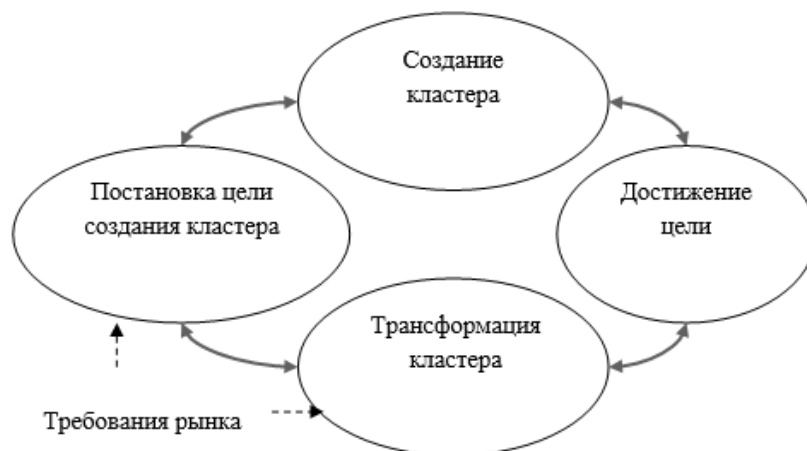 Создание
кластера
Постановка цели
создания кластера
Достижение
цели
Трансформация
кластера
Требования рынка